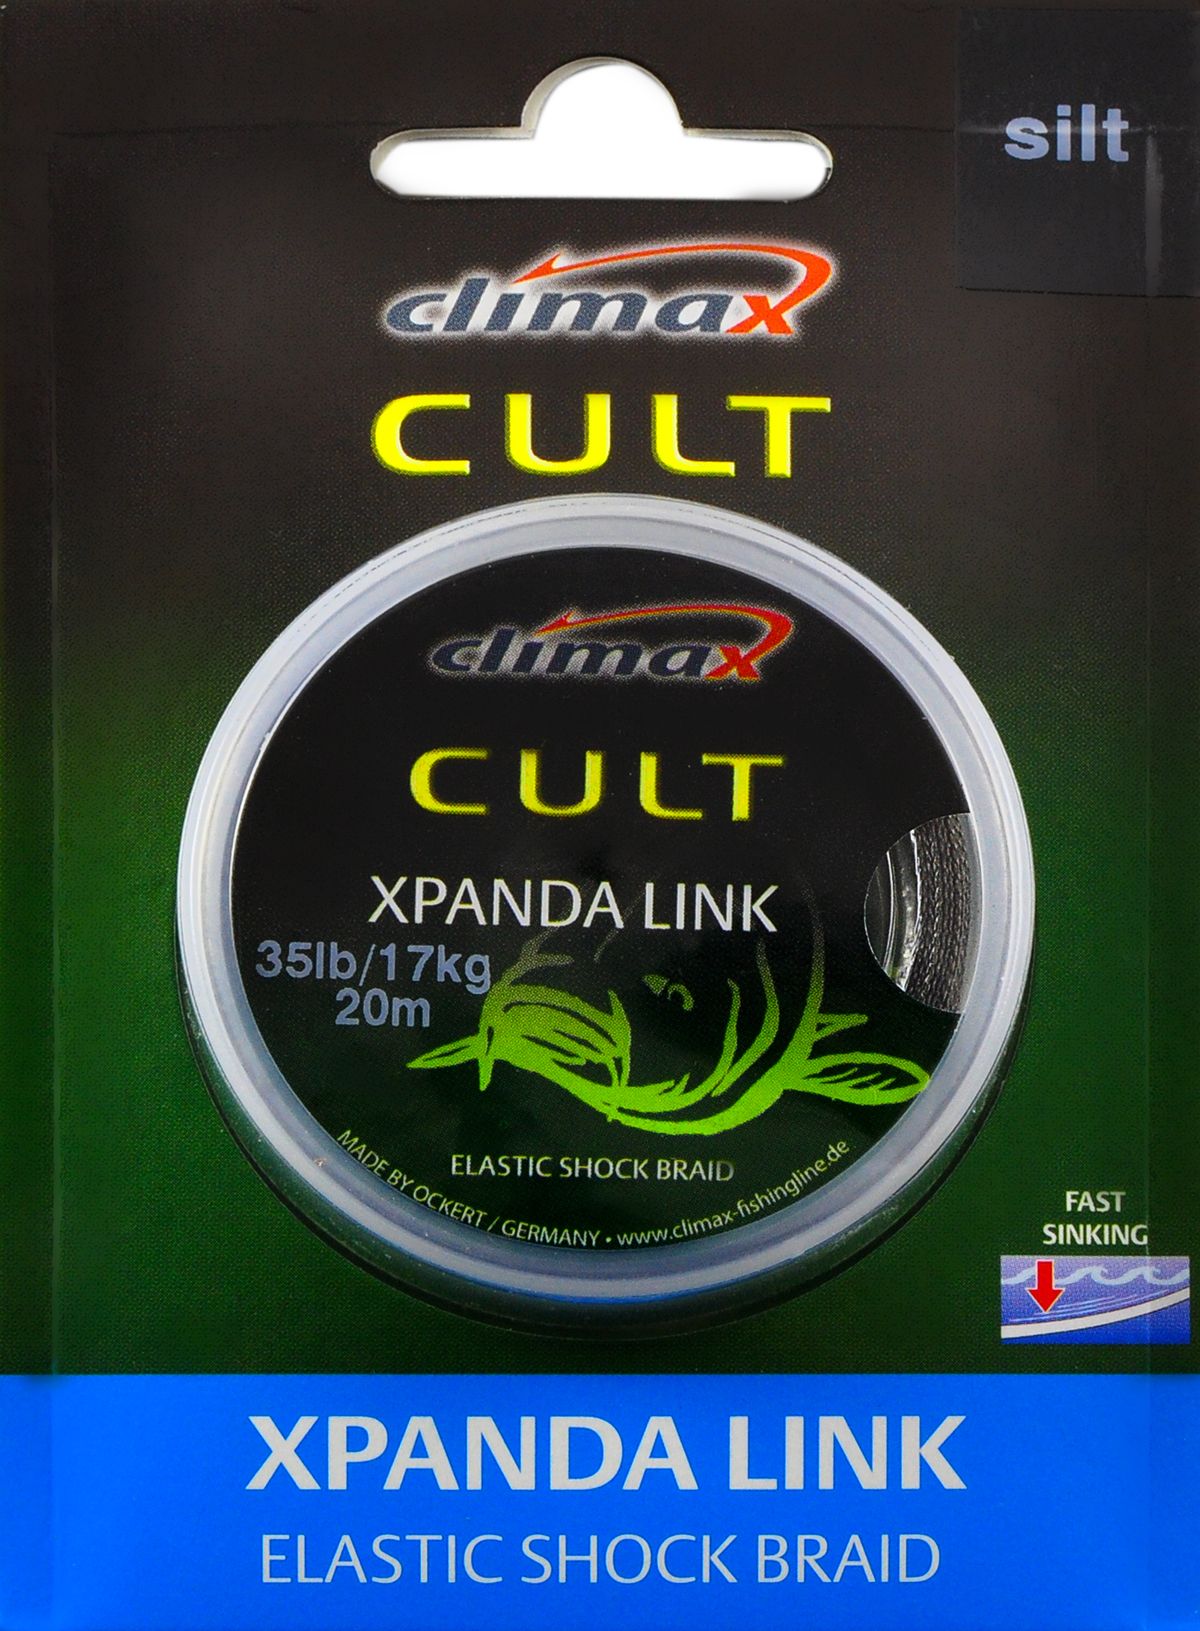 silt
climax
CULT
climax
CULT
XPANDA LINK
35lb/17kg
20m
ELASTIC SHOCK BRAID
MADE BY OCKERT / GERMANY • www.climax-fishingline.de
FAST
SINKING
XPANDA LINK
ELASTIC SHOCK BRAID